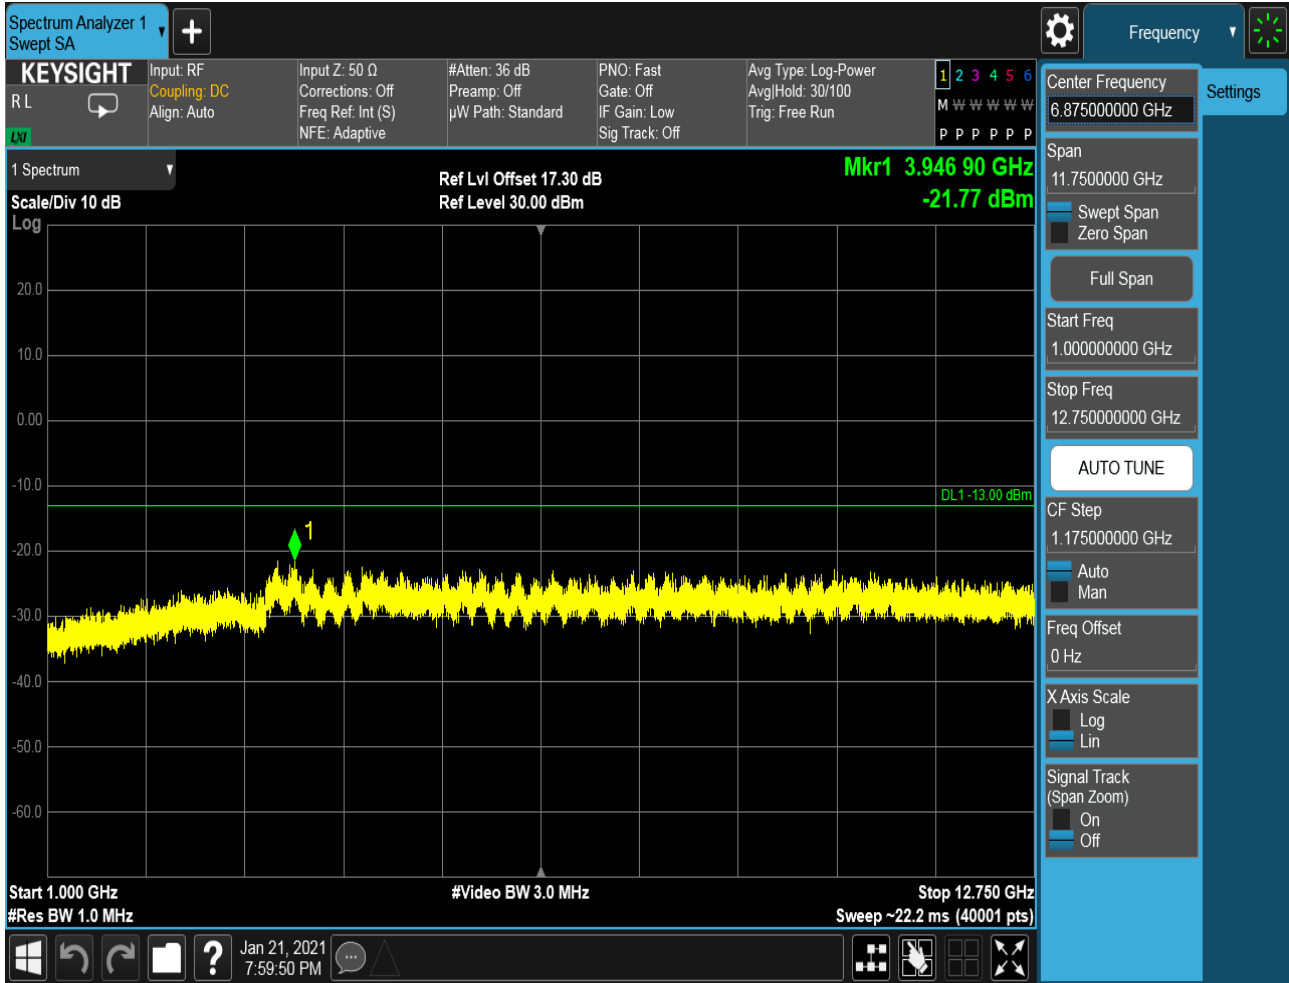 Spectrum Analyzer 1
Swept SA
Frequency
KEYSIGHT
R L
LXI
Input: RF
Coupling: DC
Align: Auto
Input Z: 50 Ω
Corrections: Off
Freq Ref: Int (S)
NFE: Adaptive
#Atten: 36 dB
Preamp: Off
µW Path: Standard
PNO: Fast
Gate: Off
IF Gain: Low
Sig Track: Off
Avg Type: Log-Power
Avg|Hold: 30/100
Trig: Free Run
1 2 3 4 5 6
M W W W W W
P P P P P P
1 Spectrum
Scale/Div 10 dB
Log
Ref Lvl Offset 17.30 dB
Ref Level 30.00 dBm
Mkr1 3.946 90 GHz
-21.77 dBm
20.0
10.0
0.00
-10.0
-20.0
-30.0
-40.0
-50.0
-60.0
DL1 -13.00 dBm
1
Start 1.000 GHz
#Res BW 1.0 MHz
#Video BW 3.0 MHz
Stop 12.750 GHz
Sweep ~22.2 ms (40001 pts)
Center Frequency
6.875000000 GHz
Span
11.7500000 GHz
Swept Span
Zero Span
Full Span
Start Freq
1.000000000 GHz
Stop Freq
12.750000000 GHz
AUTO TUNE
CF Step
1.175000000 GHz
Auto
Man
Freq Offset
0 Hz
X Axis Scale
Log
Lin
Signal Track
(Span Zoom)
On
Off
Settings
?
Jan 21, 2021
7:59:50 PM